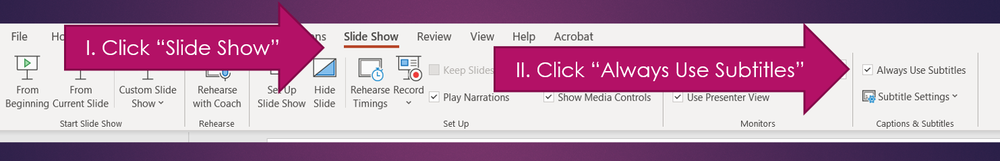 File Ho ns Slide Show Review View Help Acrobat
I. Click “Slide Show”
II. Click “Always Use Subtitles”
From Beginning
From Current Slide
Custom Slide Show
Start Slide Show
Rehearse with Coach
Rehearse
Set Up Slide Show
Hide Slide
Rehearse Timings
Record
Keep Slides
Play Narrations
Show Media Controls
Set Up
Use Presenter View
Monitors
Always Use Subtitles
Subtitle Settings
Captions & Subtitles